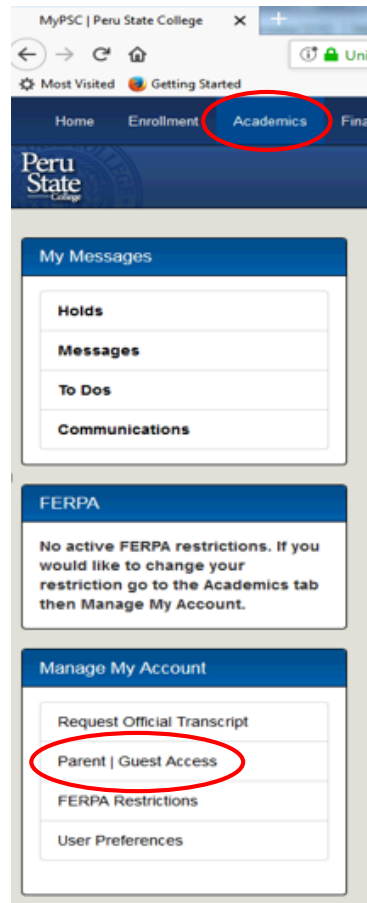 MyPSC | Peru State College
Uni
Most Visited Getting Started
Home Enrollment Academics Fina
Peru
State
College
My Messages
Holds
Messages
To Dos
Communications
FERPA
No active FERPA restrictions. If you
would like to change your
restriction go to the Academics tab
then Manage My Account.
Manage My Account
Request Official Transcript
Parent | Guest Access
FERPA Restrictions
User Preferences